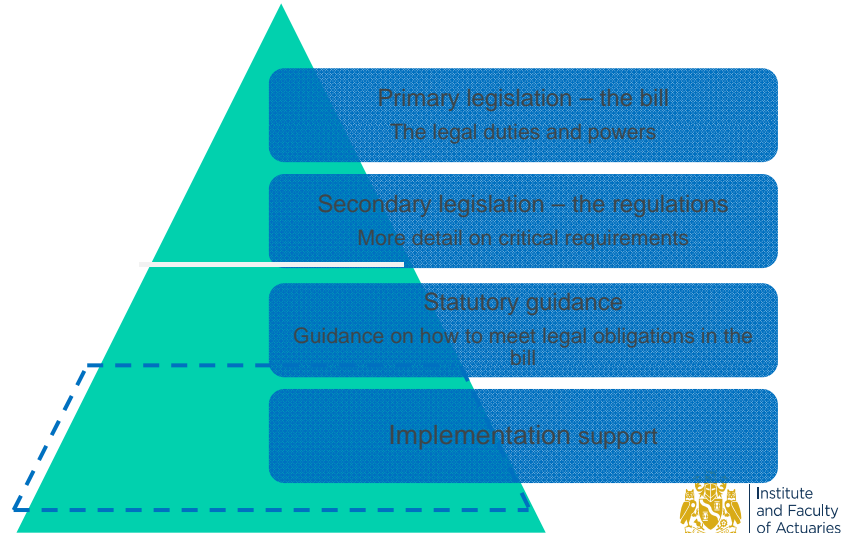 Primary legislation – the bill
The legal duties and powers
Secondary legislation – the regulations
More detail on critical requirements
Statutory guidance
Guidance on how to meet legal obligations in the
bill
Implementation support
Institute
and Faculty
of Actuaries